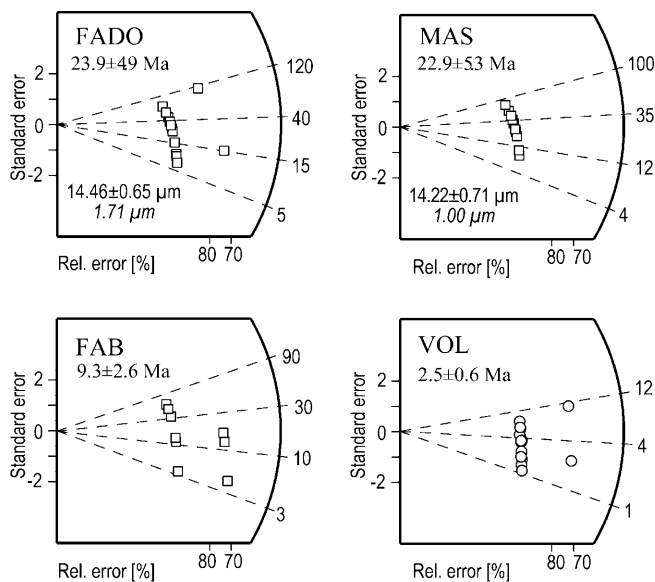 FADO
23.9±49 Ma
Standard error
2
0
-2
120
40
15
5
14.46±0.65 µm
1.71 µm
Rel. error [%]
80 70
MAS
22.9±53 Ma
Standard error
2
0
-2
100
35
12
4
14.22±0.71 µm
1.00 µm
Rel. error [%]
80 70
FAB
9.3±2.6 Ma
Standard error
2
0
-2
90
30
10
3
Rel. error [%]
80 70
VOL
2.5±0.6 Ma
Standard error
2
0
-2
12
4
1
Rel. error [%]
80 70